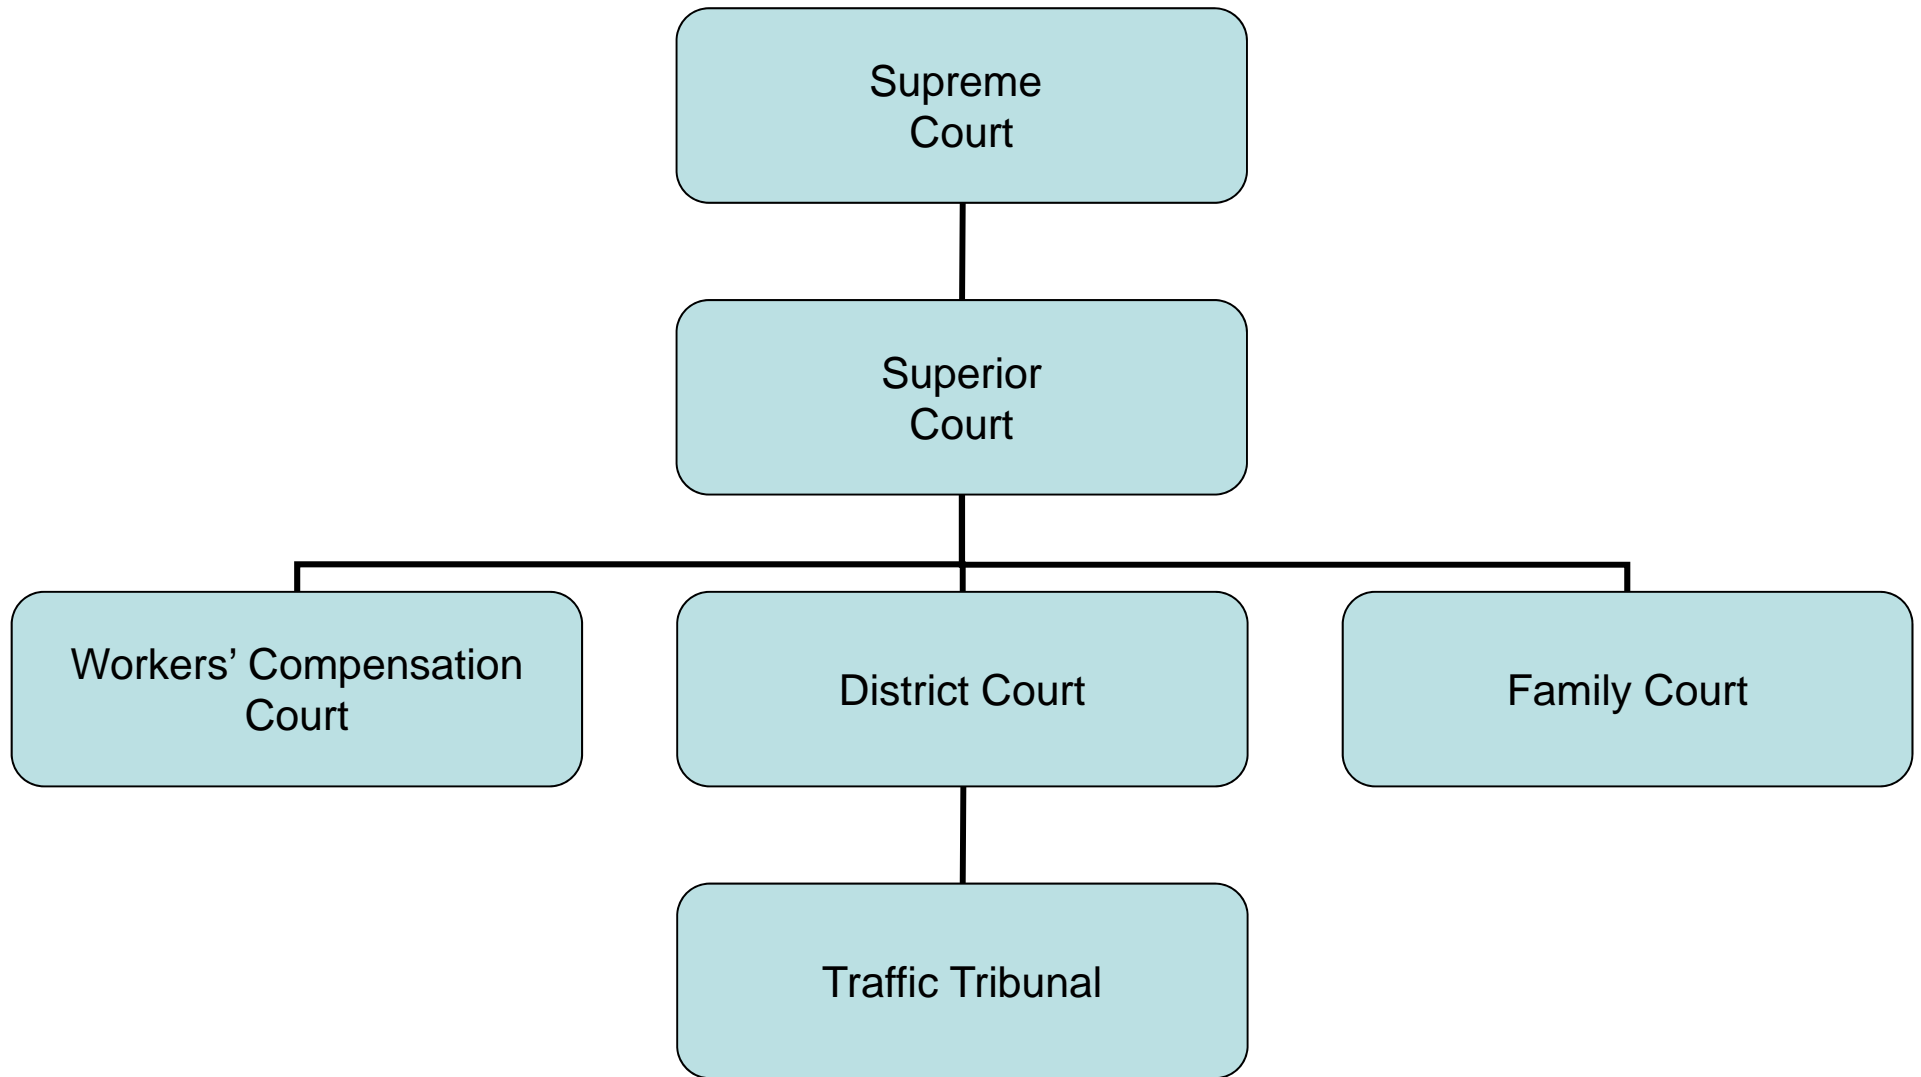 Supreme
Court
Superior
Court
Workers’ Compensation
Court
District Court
Family Court
Traffic Tribunal